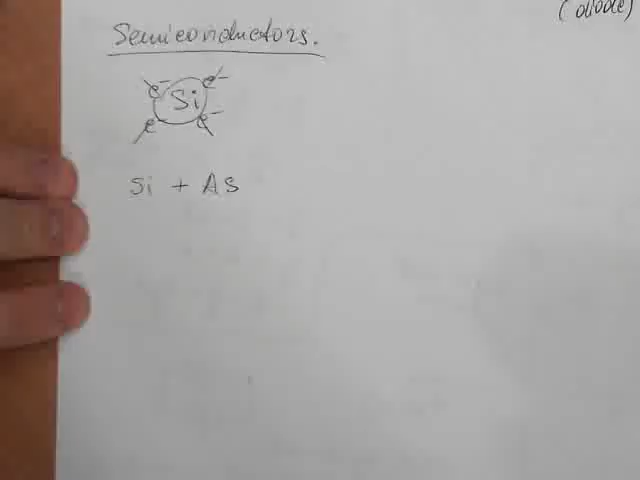 (diode)
Semiconductors.
e- e-
Si
e- e-
Si + As